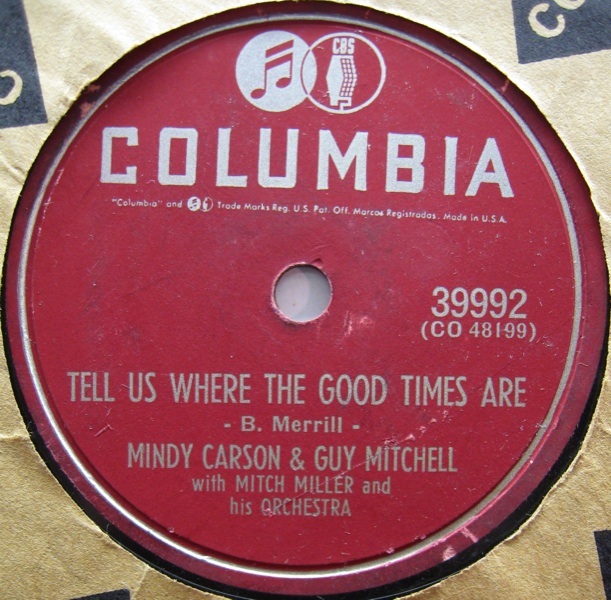 CBS
COLUMBIA
"Columbia" and Trade Marks Reg. U.S. Pat. Off. Marcas Registradas. Made in U.S.A.
39992
(CO 48199)
TELL US WHERE THE GOOD TIMES ARE
- B. Merrill -
MINDY CARSON & GUY MITCHELL
with MITCH MILLER and
his ORCHESTRA